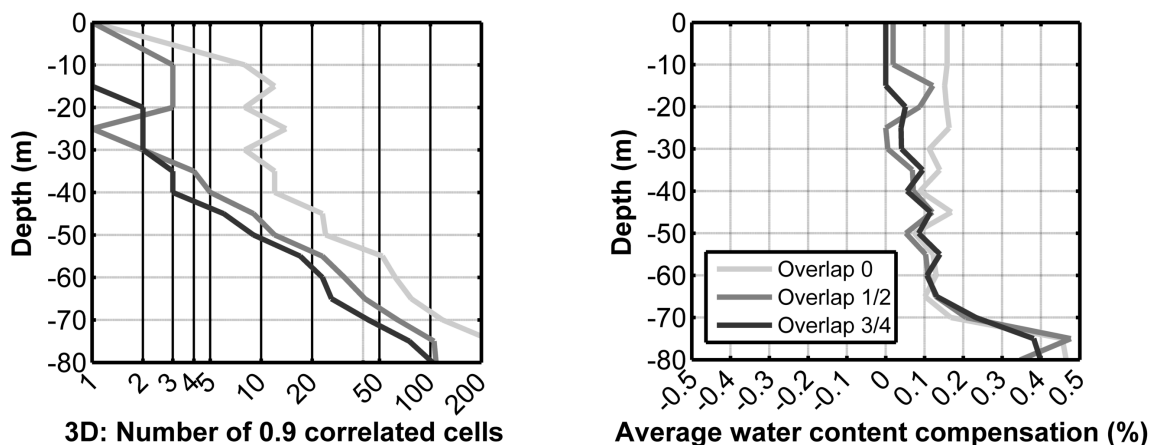 0
-10
-20
-30
-40
-50
-60
-70
-80
Depth (m)
1 2 3 4 5 10 20 50 100 200
3D: Number of 0.9 correlated cells
0
-10
-20
-30
-40
-50
-60
-70
-80
Depth (m)
Overlap 0
Overlap 1/2
Overlap 3/4
-0.5 -0.4 -0.3 -0.2 -0.1 0 0.1 0.2 0.3 0.4 0.5
Average water content compensation (%)